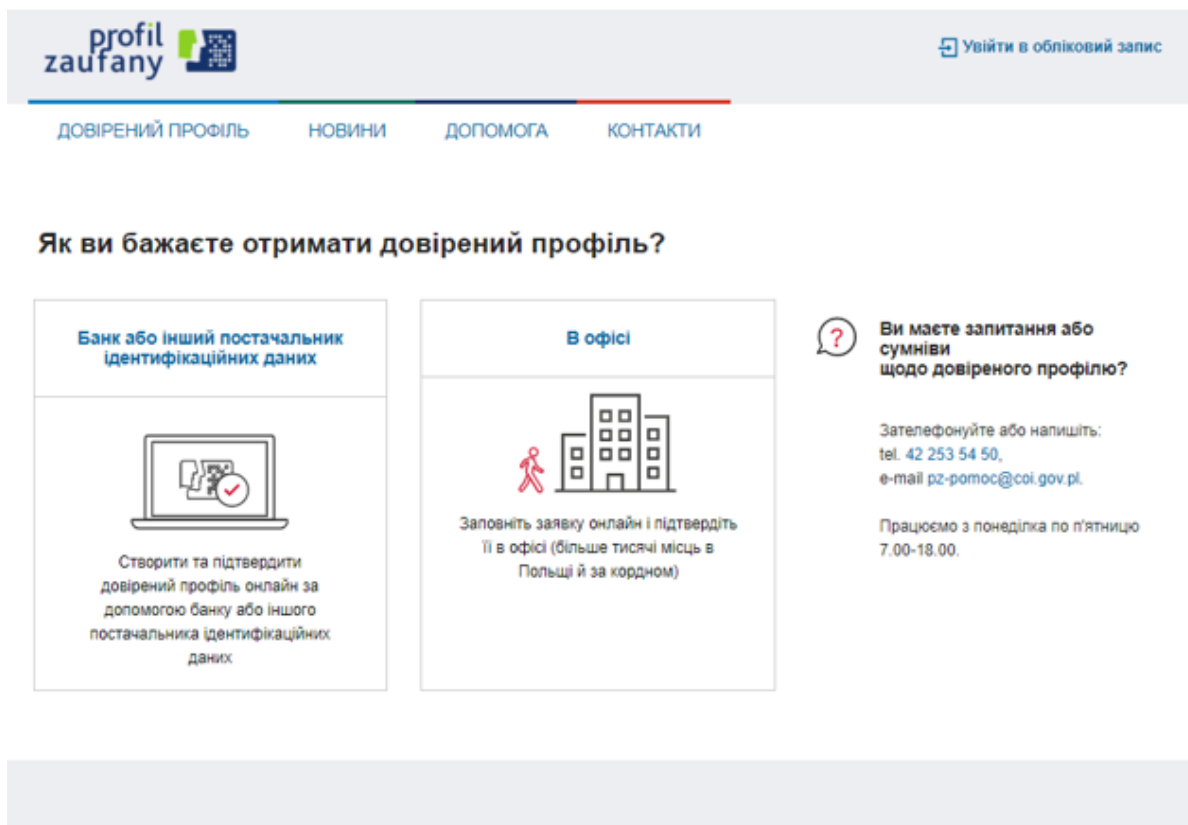 profil
zaufany
Увійти в обліковий запис
ДОВІРЕНИЙ ПРОФІЛЬ НОВИНИ ДОПОМОГА КОНТАКТИ
Як ви бажаєте отримати довірений профіль?
Банк або інший постачальник
ідентифікаційних даних
Створити та підтвердити
довірений профіль онлайн за
допомогою банку або іншого
постачальника ідентифікаційних
даних
В офісі
Заповніть заявку онлайн і підтвердіть
її в офісі (більше тисячі місць в
Польщі й за кордном)
?
Ви маєте запитання або
сумніви
щодо довіреного профілю?
Зателефонуйте або напишіть:
tel. 42 253 54 50,
e-mail pz-pomoc@coi.gov.pl.
Працюємо з понеділка по п'ятницю
7.00-18.00.